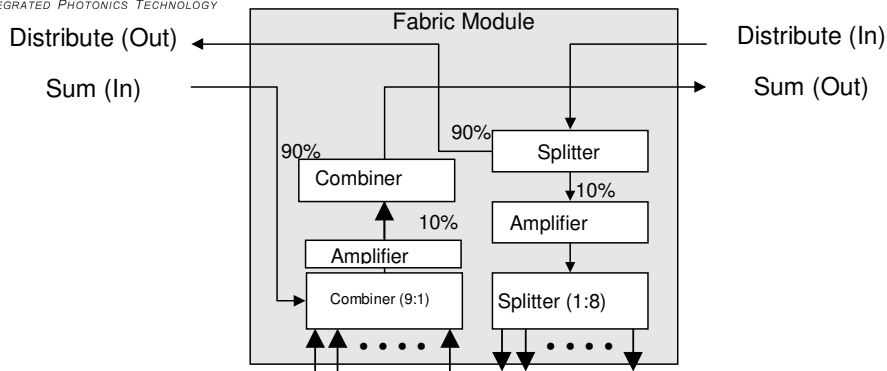 EGRATED PHOTONICS TECHNOLOGY
Fabric Module
Distribute (Out)
Distribute (In)
Sum (In)
Sum (Out)
90%
90%
Splitter
Combiner
10%
10%
Amplifier
Amplifier
Combiner (9:1)
Splitter (1:8)